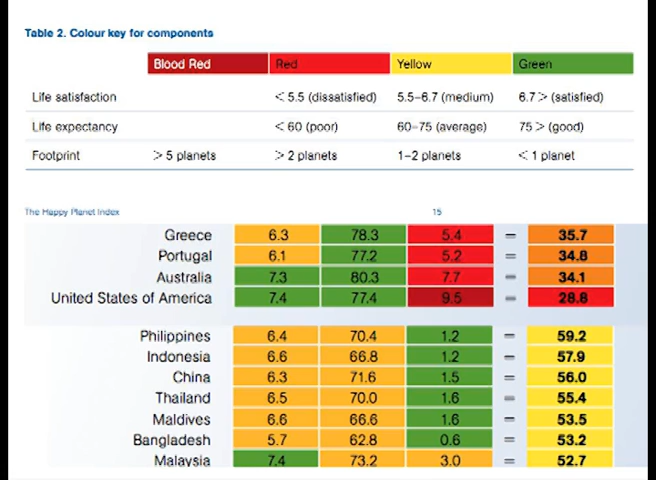 Table 2. Colour key for components
Blood Red Red Yellow Green
Life satisfaction < 5.5 (dissatisfied) 5.5–6.7 (medium) 6.7 > (satisfied)
Life expectancy < 60 (poor) 60–75 (average) 75 > (good)
Footprint > 5 planets > 2 planets 1–2 planets < 1 planet
The Happy Planet Index 15
Greece 6.3 78.3 5.4 = 35.7
Portugal 6.1 77.2 5.2 = 34.8
Australia 7.3 80.3 7.7 = 34.1
United States of America 7.4 77.4 9.5 = 28.8
Philippines 6.4 70.4 1.2 = 59.2
Indonesia 6.6 66.8 1.2 = 57.9
China 6.3 71.6 1.5 = 56.0
Thailand 6.5 70.0 1.6 = 55.4
Maldives 6.6 66.6 1.6 = 53.5
Bangladesh 5.7 62.8 0.6 = 53.2
Malaysia 7.4 73.2 3.0 = 52.7